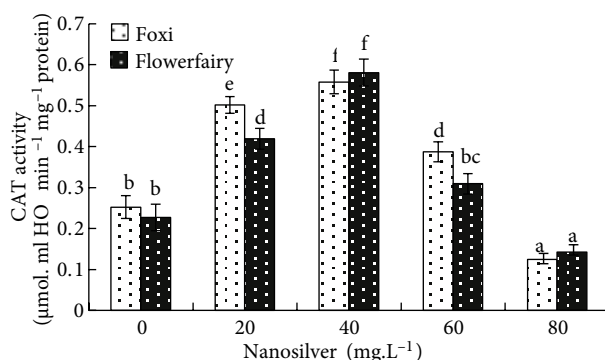 CAT activity
(µmol. ml HO min⁻¹ mg⁻¹ protein)
0.7
0.6
0.5
0.4
0.3
0.2
0.1
0
Foxi
Flowerfairy
b b e d f f d bc a a
0 20 40 60 80
Nanosilver (mg.L⁻¹)